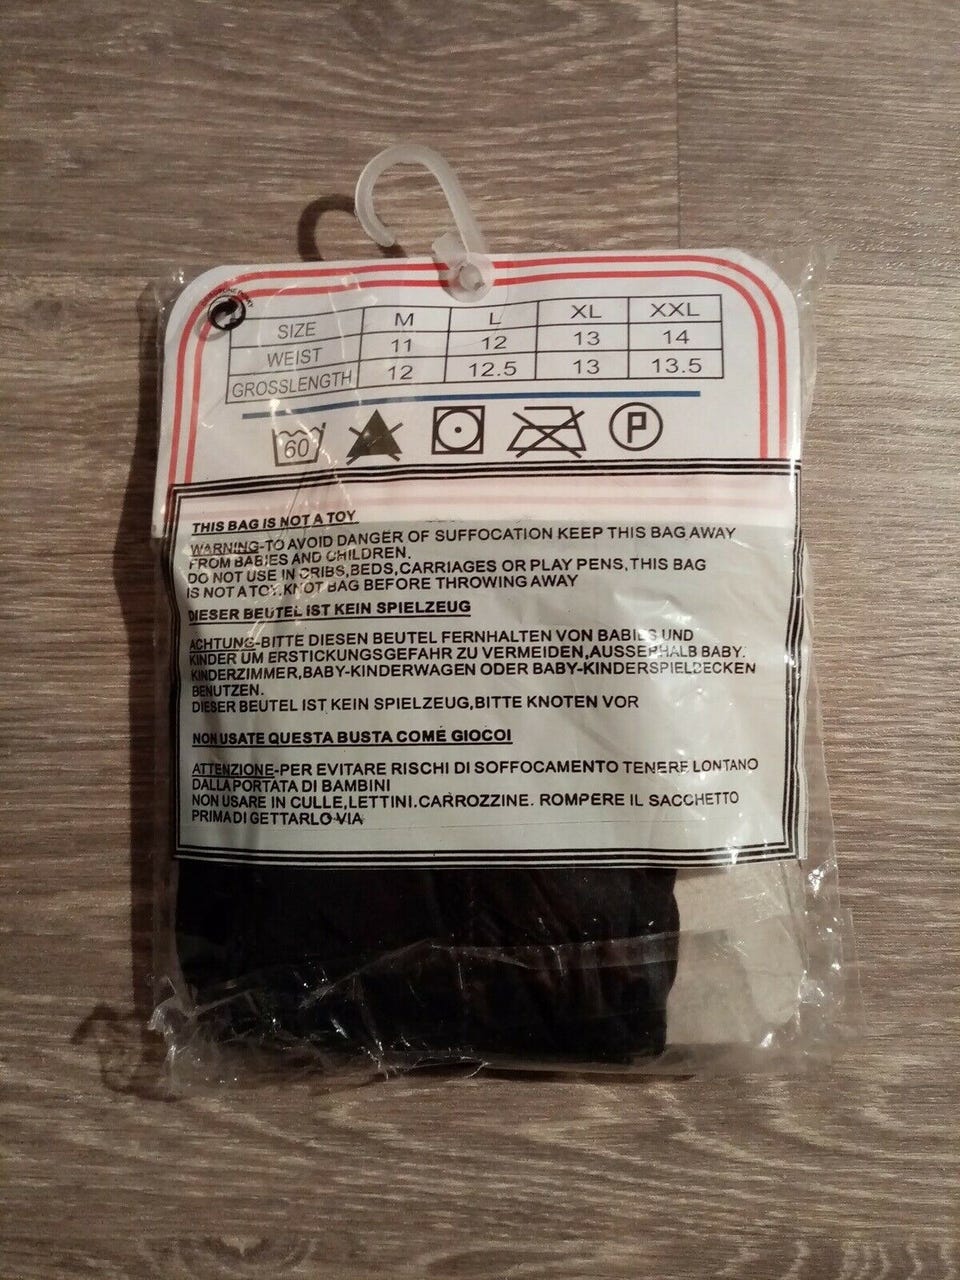 SIZE M L XL XXL
WEIST 11 12 13 14
GROSSLENGTH 12 12.5 13 13.5
60 P
THIS BAG IS NOT A TOY
WARNING-TO AVOID DANGER OF SUFFOCATION KEEP THIS BAG AWAY
FROM BABIES AND CHILDREN.
DO NOT USE IN CRIBS,BEDS,CARRIAGES OR PLAY PENS,THIS BAG
IS NOT A TOY.KNOT BAG BEFORE THROWING AWAY
DIESER BEUTEL IST KEIN SPIELZEUG
ACHTUNG-BITTE DIESEN BEUTEL FERNHALTEN VON BABIES UND
KINDER UM ERSTICKUNGSGEFAHR ZU VERMEIDEN,AUSSERHALB BABY.
KINDERZIMMER,BABY-KINDERWAGEN ODER BABY-KINDERSPIELDECKEN
BENUTZEN.
DIESER BEUTEL IST KEIN SPIELZEUG,BITTE KNOTEN VOR
NON USATE QUESTA BUSTA COME GIOCOI
ATTENZIONE-PER EVITARE RISCHI DI SOFFOCAMENTO TENERE LONTANO
DALLA PORTATA DI BAMBINI
NON USARE IN CULLE,LETTINI.CARROZZINE. ROMPERE IL SACCHETTO
PRIMA DI GETTARLO VIA